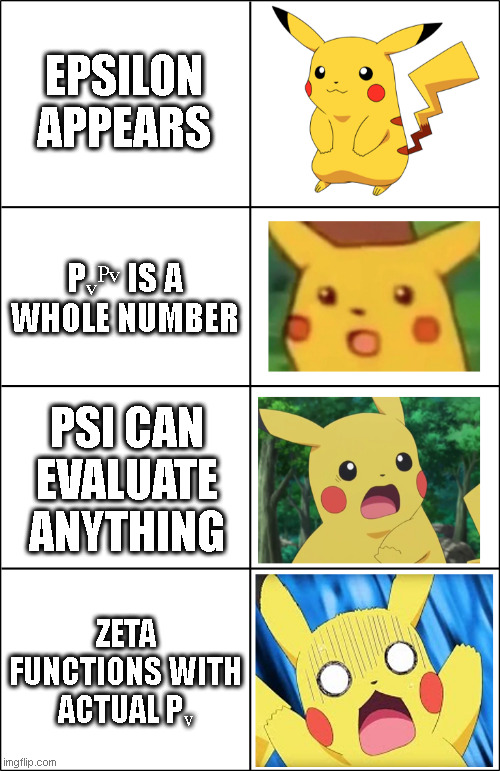 EPSILON
APPEARS
PᵥPᵛ IS A
WHOLE NUMBER
PSI CAN
EVALUATE
ANYTHING
ZETA
FUNCTIONS WITH
ACTUAL Pᵥ
imgflip.com